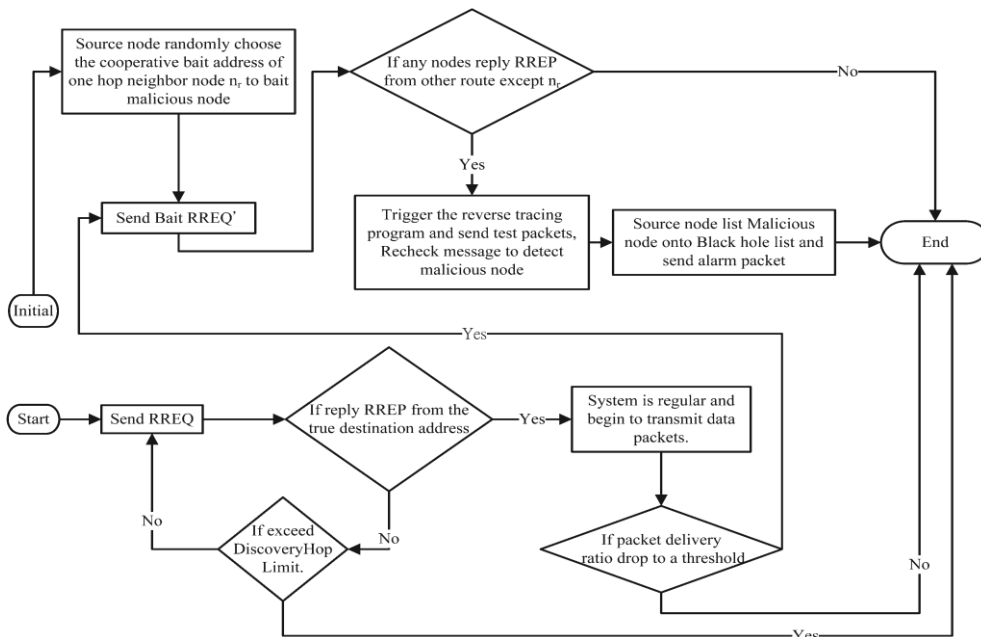 Source node randomly choose
the cooperative bait address of
one hop neighbor node nr to bait
malicious node
If any nodes reply RREP
from other route except nr
No
Yes
Send Bait RREQ'
Trigger the reverse tracing
program and send test packets,
Recheck message to detect
malicious node
Source node list Malicious
node onto Black hole list and
send alarm packet
End
Initial
Yes
Start
Send RREQ
If reply RREP from the
true destination address
Yes
System is regular and
begin to transmit data
packets.
No
No
If exceed
DiscoveryHop
Limit.
If packet delivery
ratio drop to a threshold
No
Yes